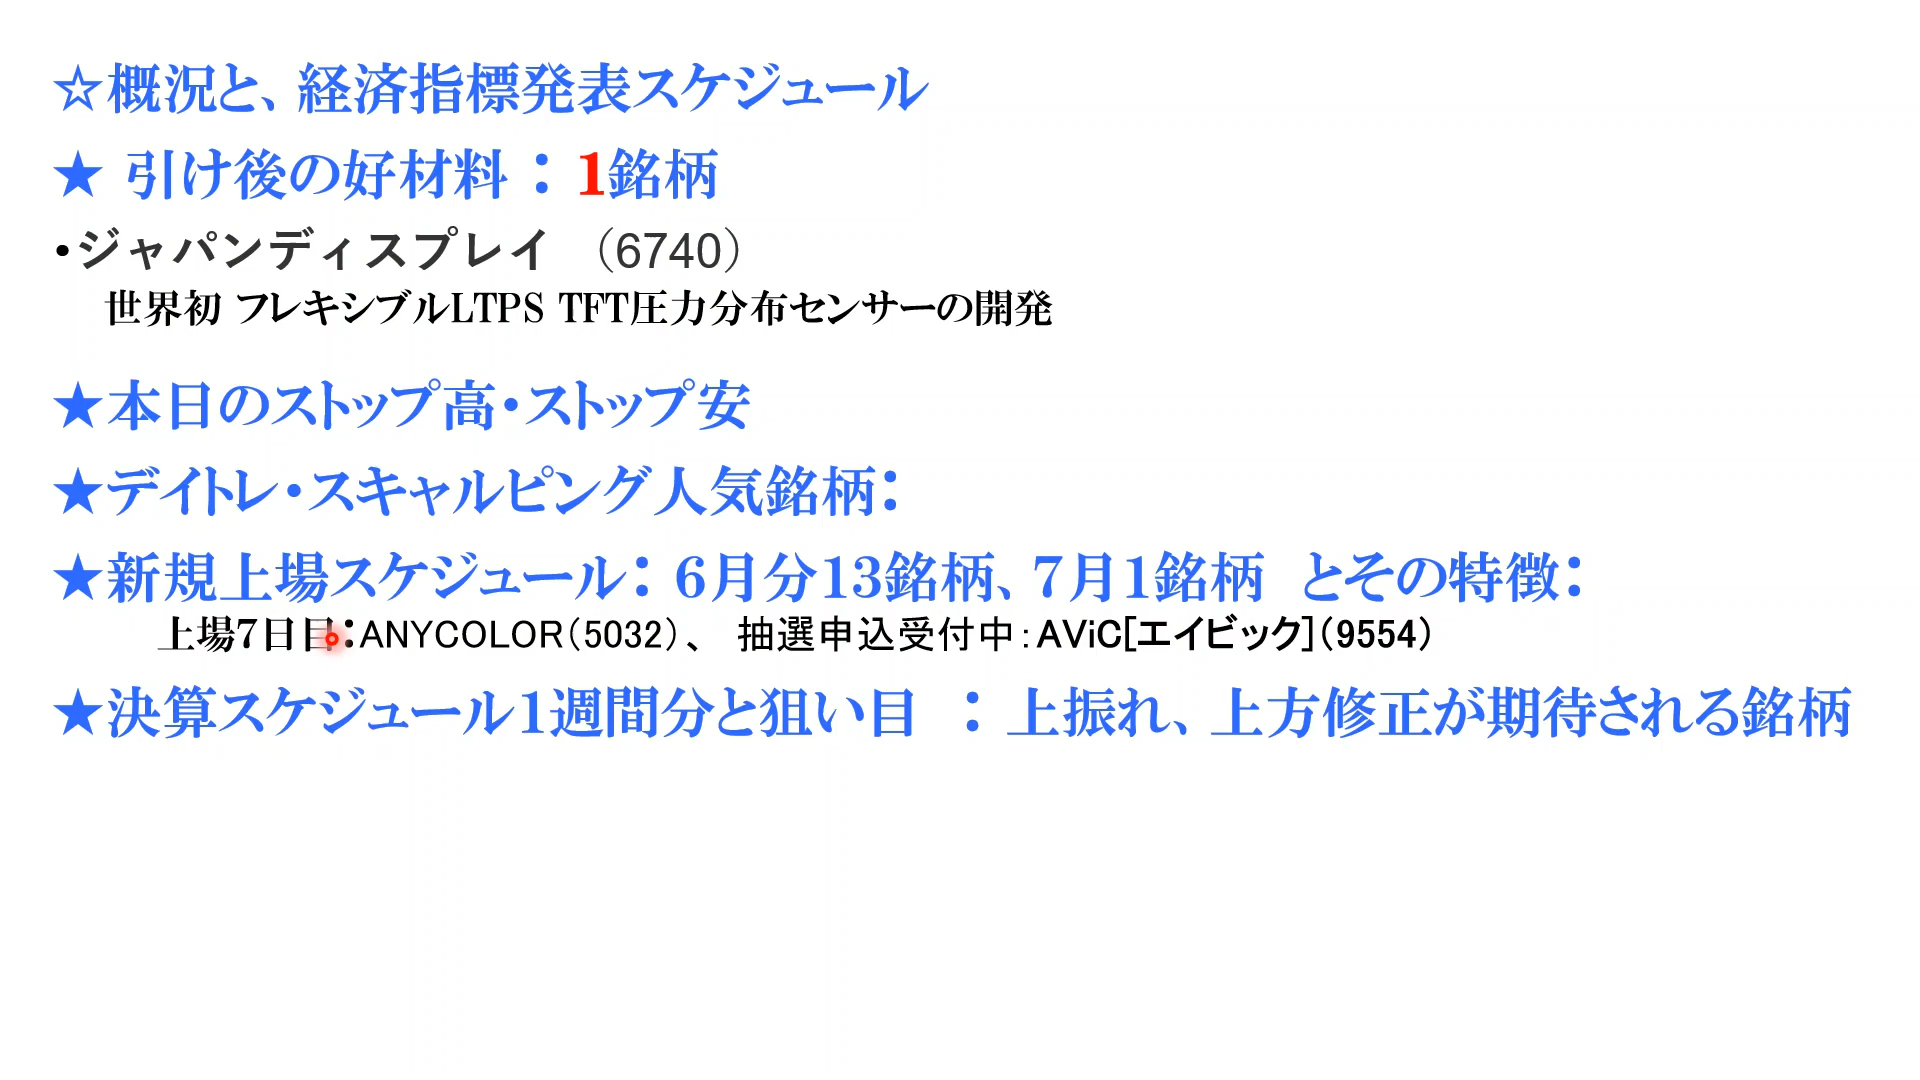 ☆概況と、経済指標発表スケジュール
★ 引け後の好材料 ： 1銘柄
・ジャパンディスプレイ （6740）
世界初 フレキシブルLTPS TFT圧力分布センサーの開発
★本日のストップ高・ストップ安
★デイトレ・スキャルピング人気銘柄：
★新規上場スケジュール：６月分13銘柄、７月１銘柄　とその特徴：
上場7日目：ANYCOLOR（5032）、　抽選申込受付中：AViC[エイビック]（9554）
★決算スケジュール１週間分と狙い目　：上振れ、上方修正が期待される銘柄